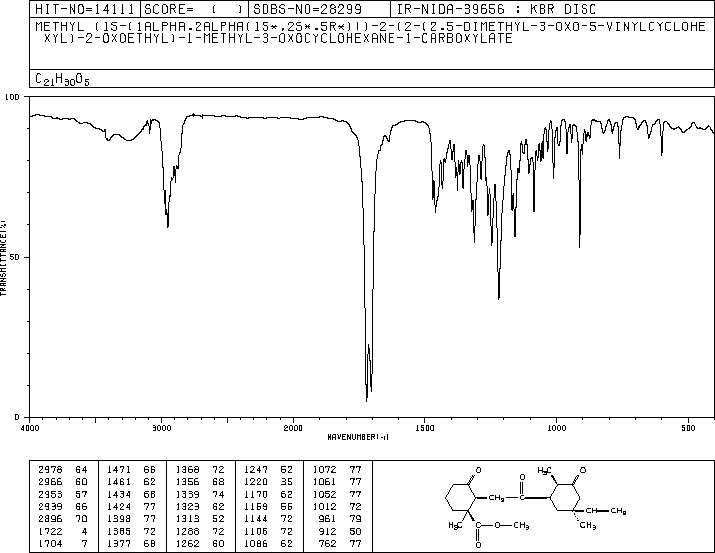 HIT-NO=14111 SCORE= ( ) SDBS-NO=28299 IR-NIDA-39656 : KBR DISC
METHYL (1S-(1ALPHA.2ALPHA(1S*,2S*.5R*)))-2-(2-(2.5-DIMETHYL-3-OXO-5-VINYLCYCLOHE
XYL)-2-OXOETHYL)-1-METHYL-3-OXOCYCLOHEXANE-1-CARBOXYLATE
C21H30O5
100
50
0
TRANSMITTANCE(%)
4000 3000 2000 1500 1000 500
WAVENUMBER(-1)
2978 64 1471 66 1368 72 1247 62 1072 77
2966 60 1461 62 1356 68 1220 35 1061 77
2953 57 1434 68 1339 74 1170 62 1052 77
2939 66 1424 77 1323 62 1159 55 1012 72
2896 70 1398 77 1313 52 1144 72 961 79
1722 4 1385 72 1288 72 1106 72 912 50
1704 7 1377 68 1262 60 1086 62 762 77
O O H3C O
CH2 C CH=CH2
H3C C-O-CH3 CH3
O